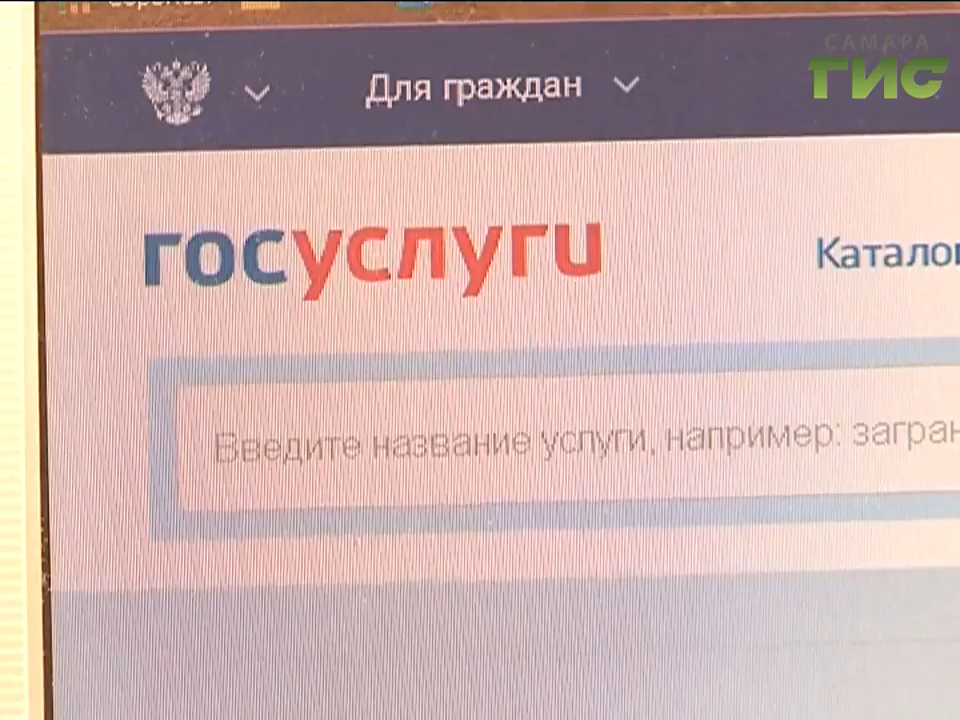 САМАРА
ГИС
Для граждан
госуслуги
Каталог
Введите название услуги, например: загран